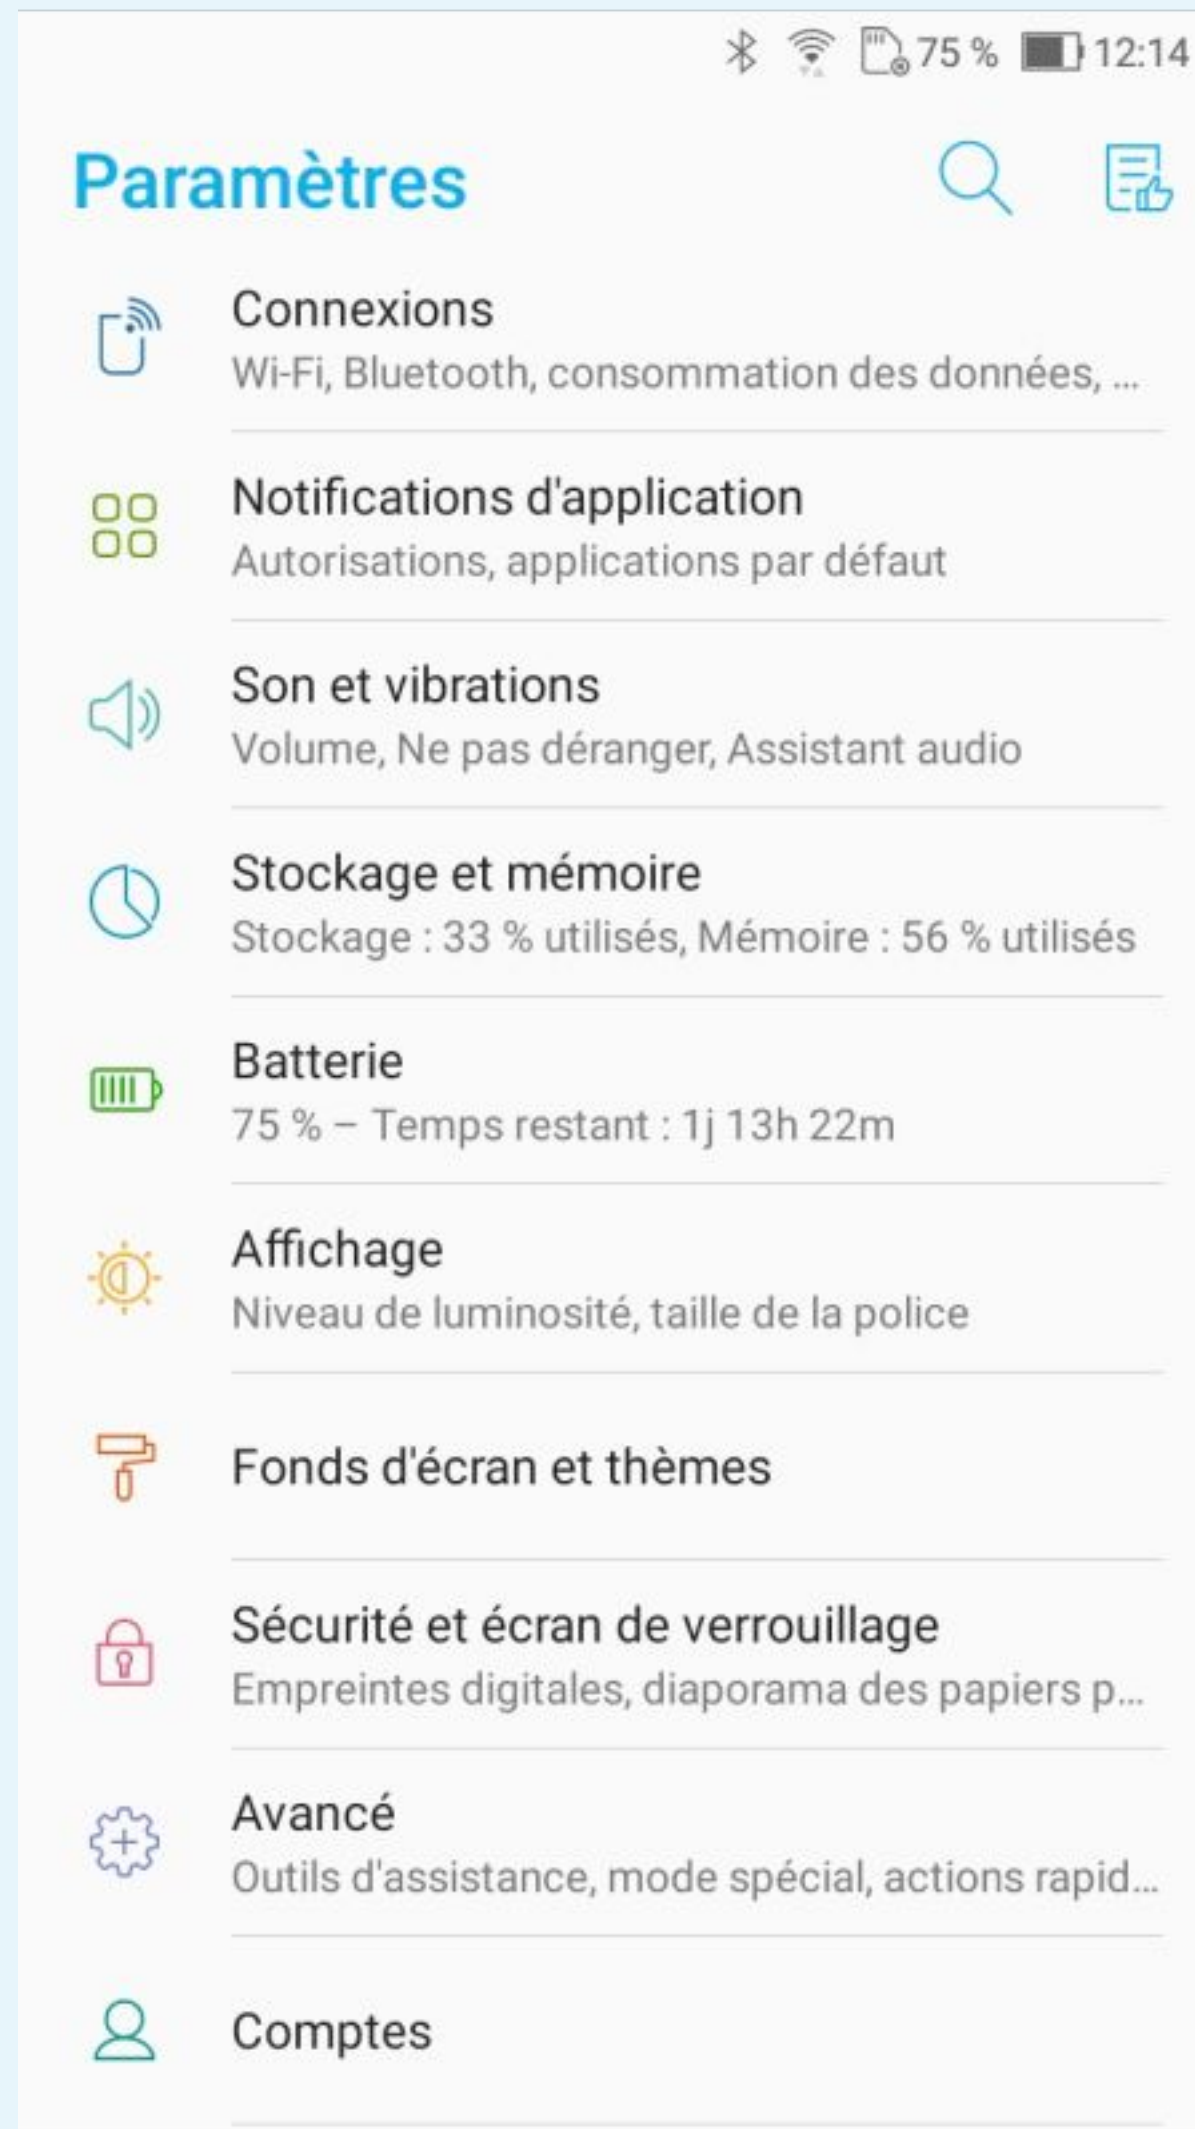 75 % 12:14
Paramètres
Connexions
Wi-Fi, Bluetooth, consommation des données, ...
Notifications d'application
Autorisations, applications par défaut
Son et vibrations
Volume, Ne pas déranger, Assistant audio
Stockage et mémoire
Stockage : 33 % utilisés, Mémoire : 56 % utilisés
Batterie
75 % – Temps restant : 1j 13h 22m
Affichage
Niveau de luminosité, taille de la police
Fonds d'écran et thèmes
Sécurité et écran de verrouillage
Empreintes digitales, diaporama des papiers p...
Avancé
Outils d'assistance, mode spécial, actions rapid...
Comptes